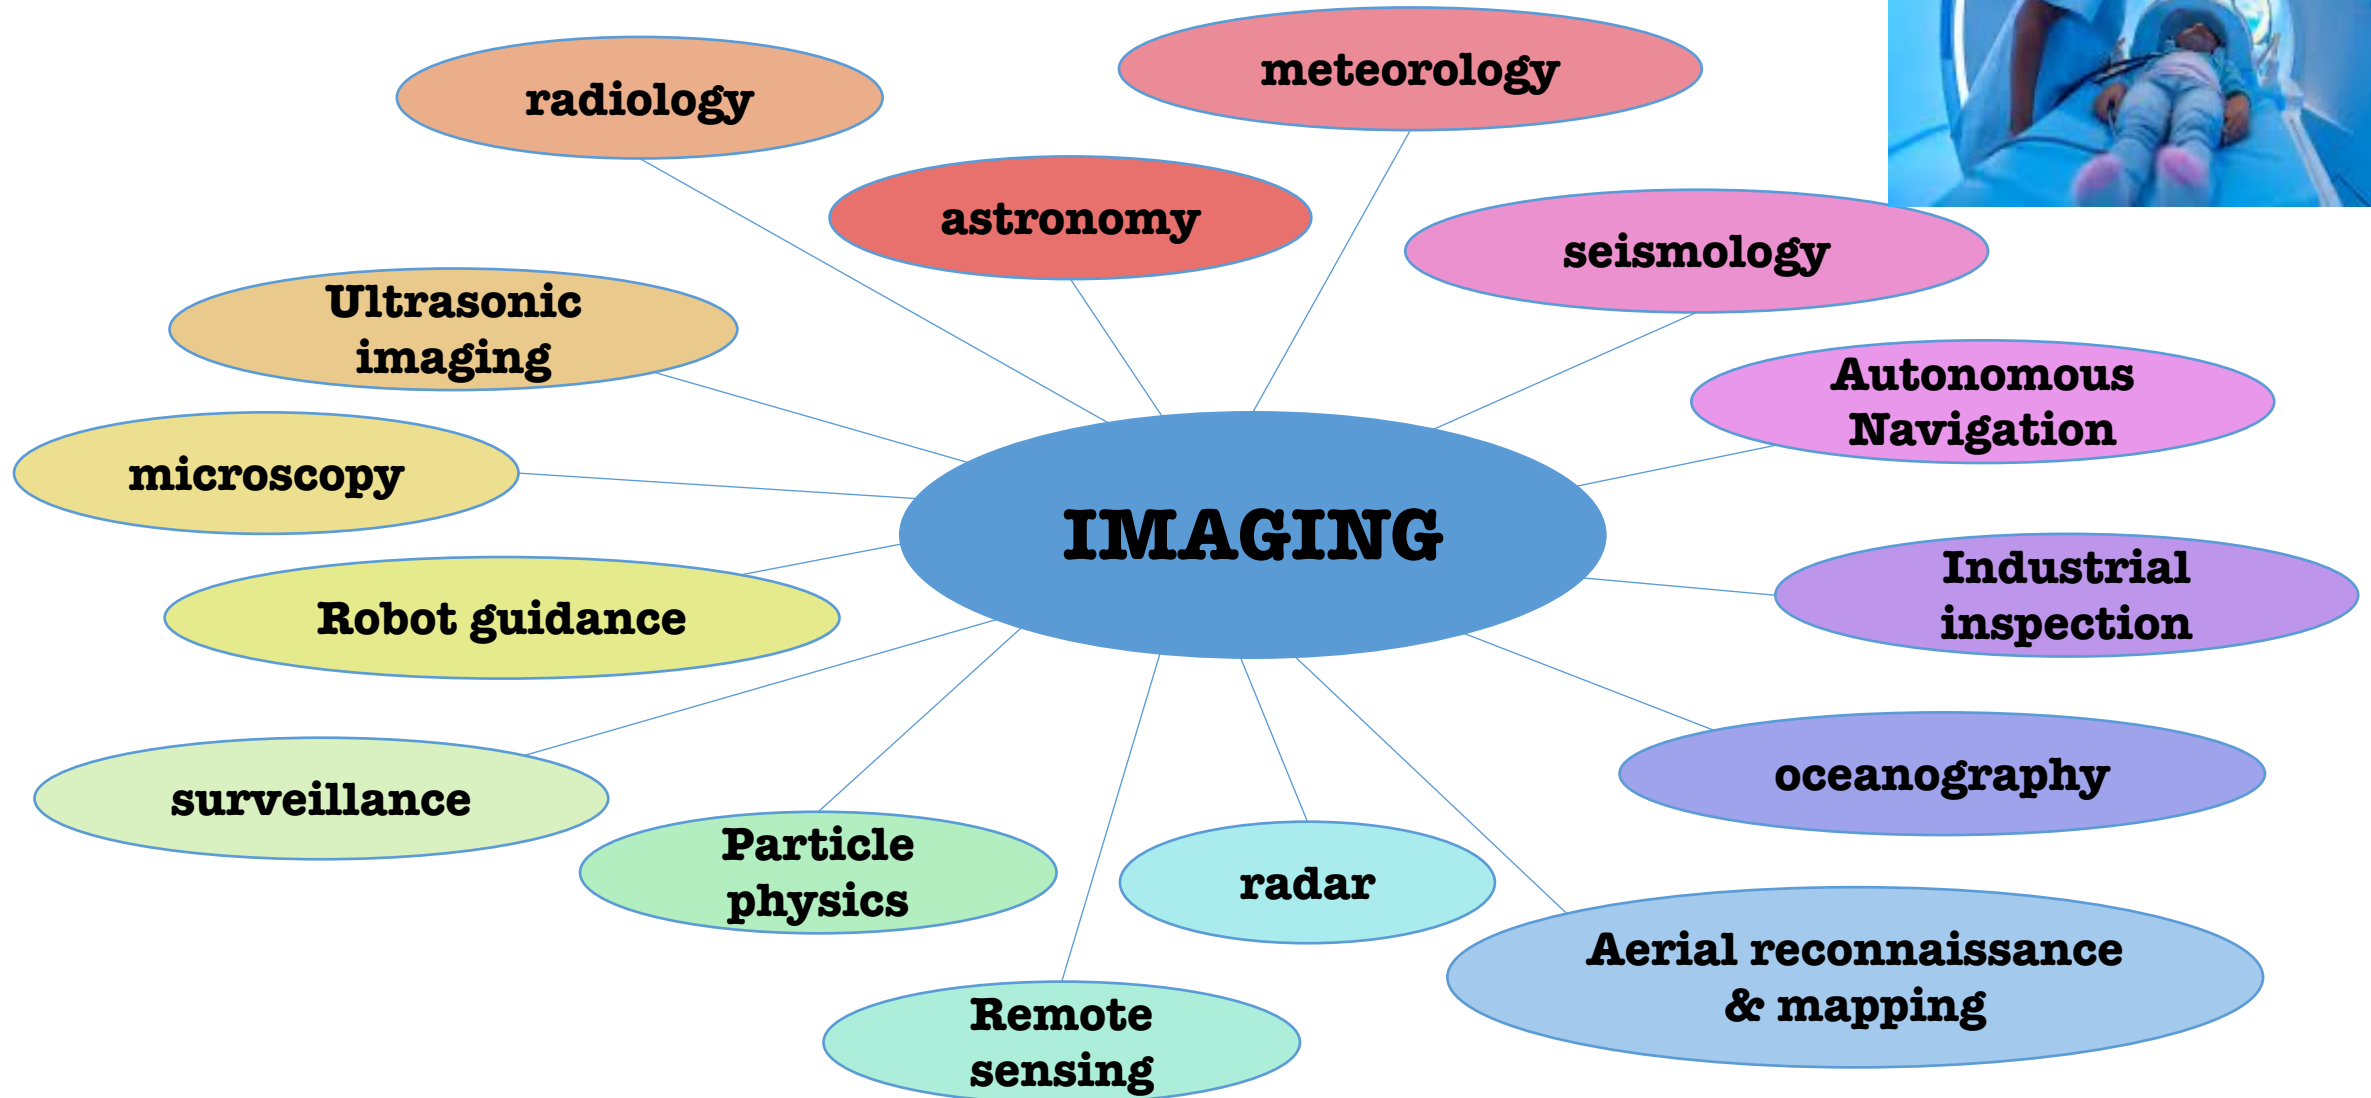 radiology
meteorology
astronomy
seismology
Ultrasonic
imaging
Autonomous
Navigation
microscopy
IMAGING
Industrial
inspection
Robot guidance
surveillance
oceanography
Particle
physics
radar
Aerial reconnaissance
& mapping
Remote
sensing